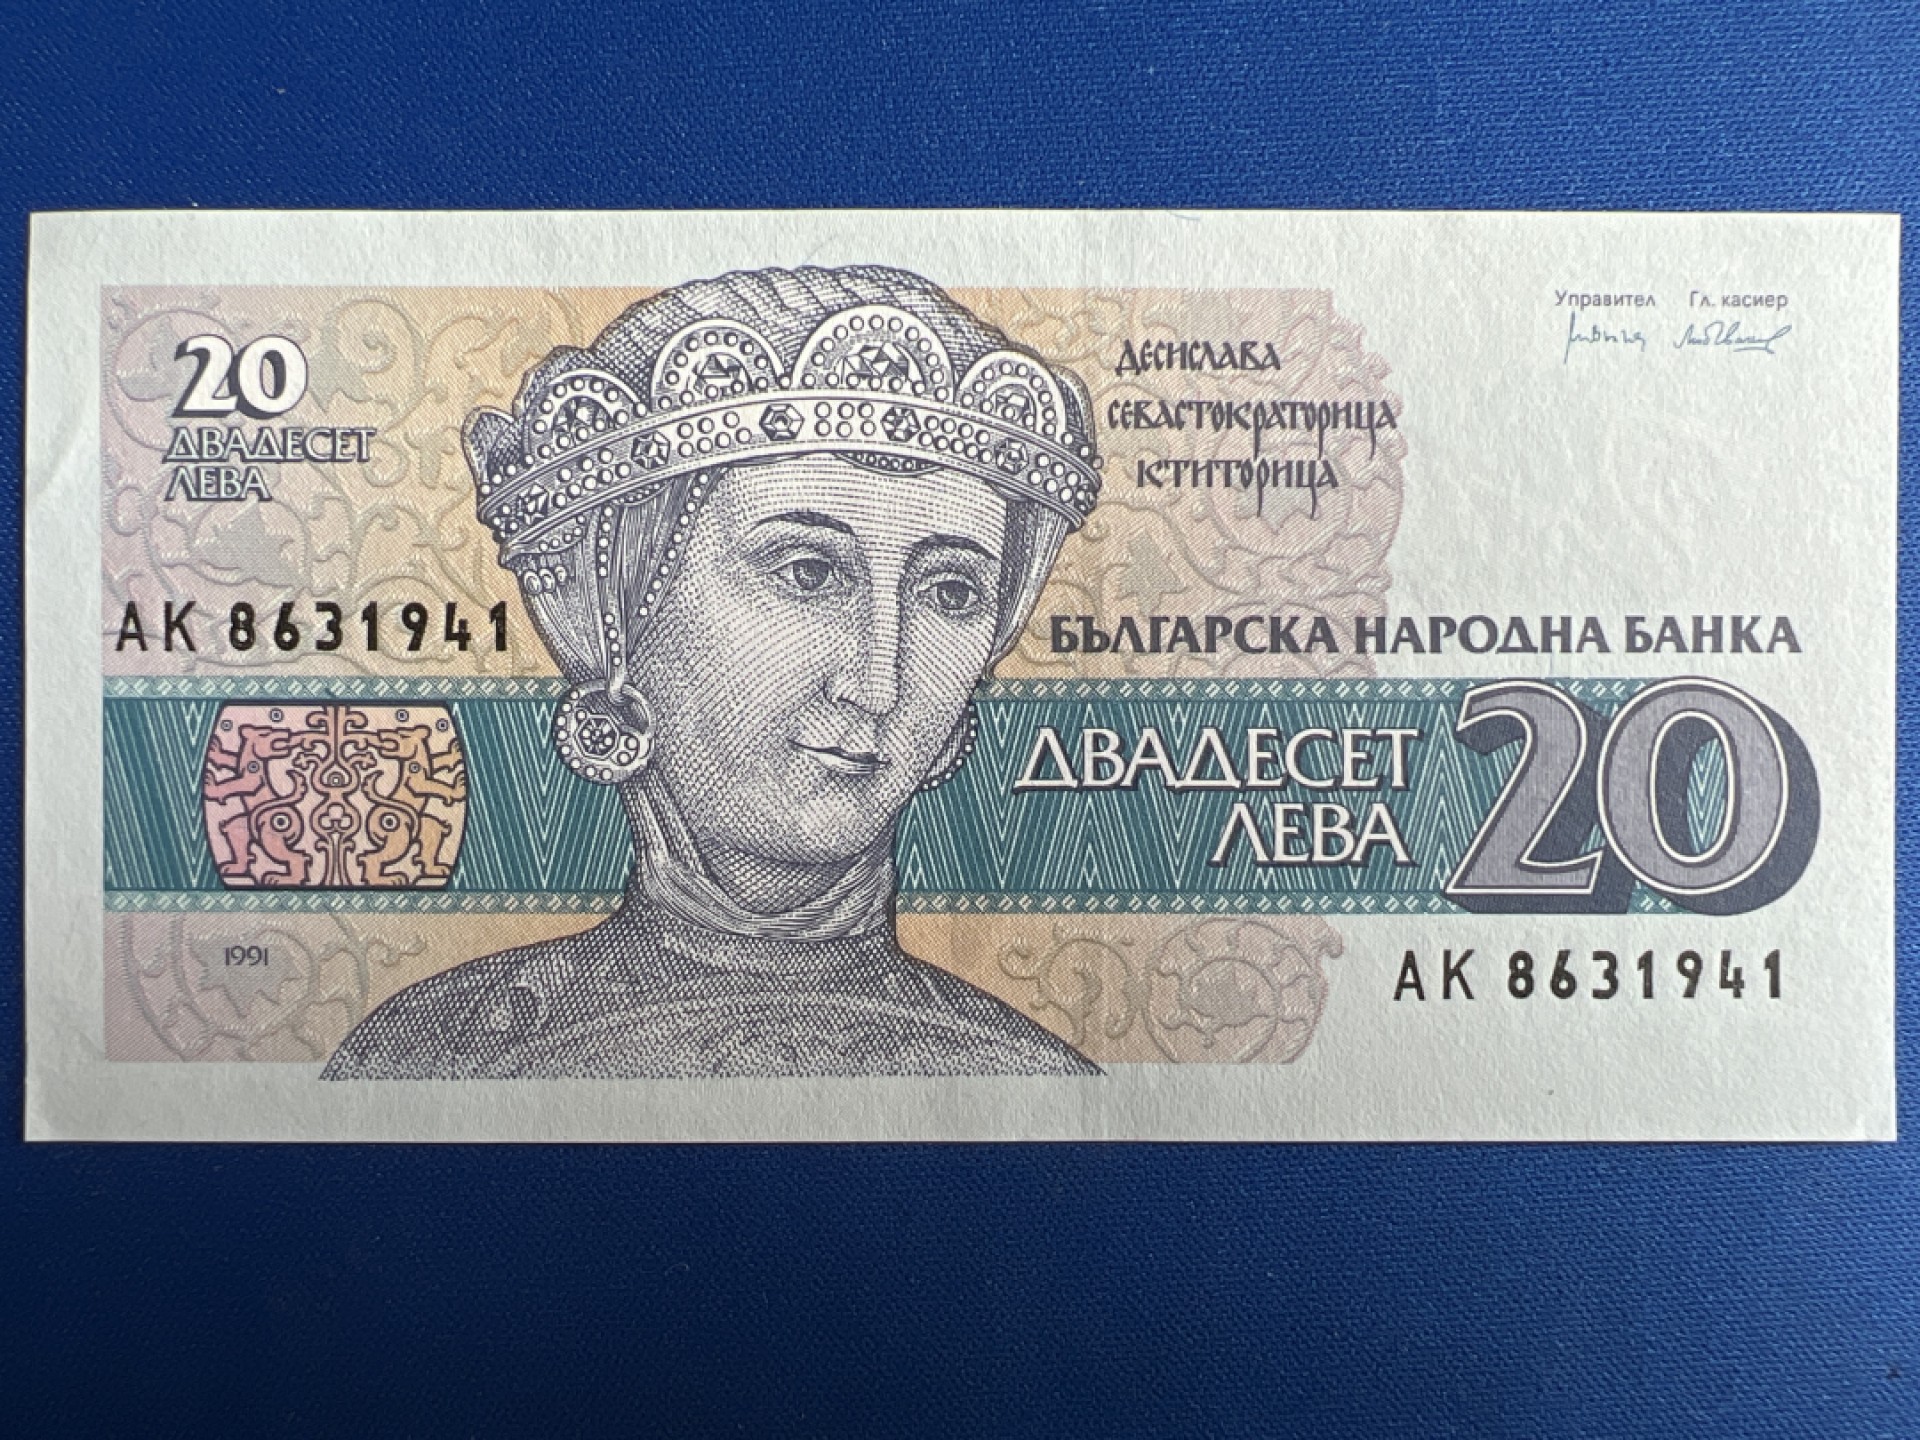 20
ДВАДЕСЕТ
ЛЕВА
ДЕСИСЛАВА
СЕВАСТОКРАТОРИЦА
КТИТОРИЦА
Управител Гл. касиер
АК 8631941
БЪЛГАРСКА НАРОДНА БАНКА
ДВАДЕСЕТ
ЛЕВА
20
1991
АК 8631941